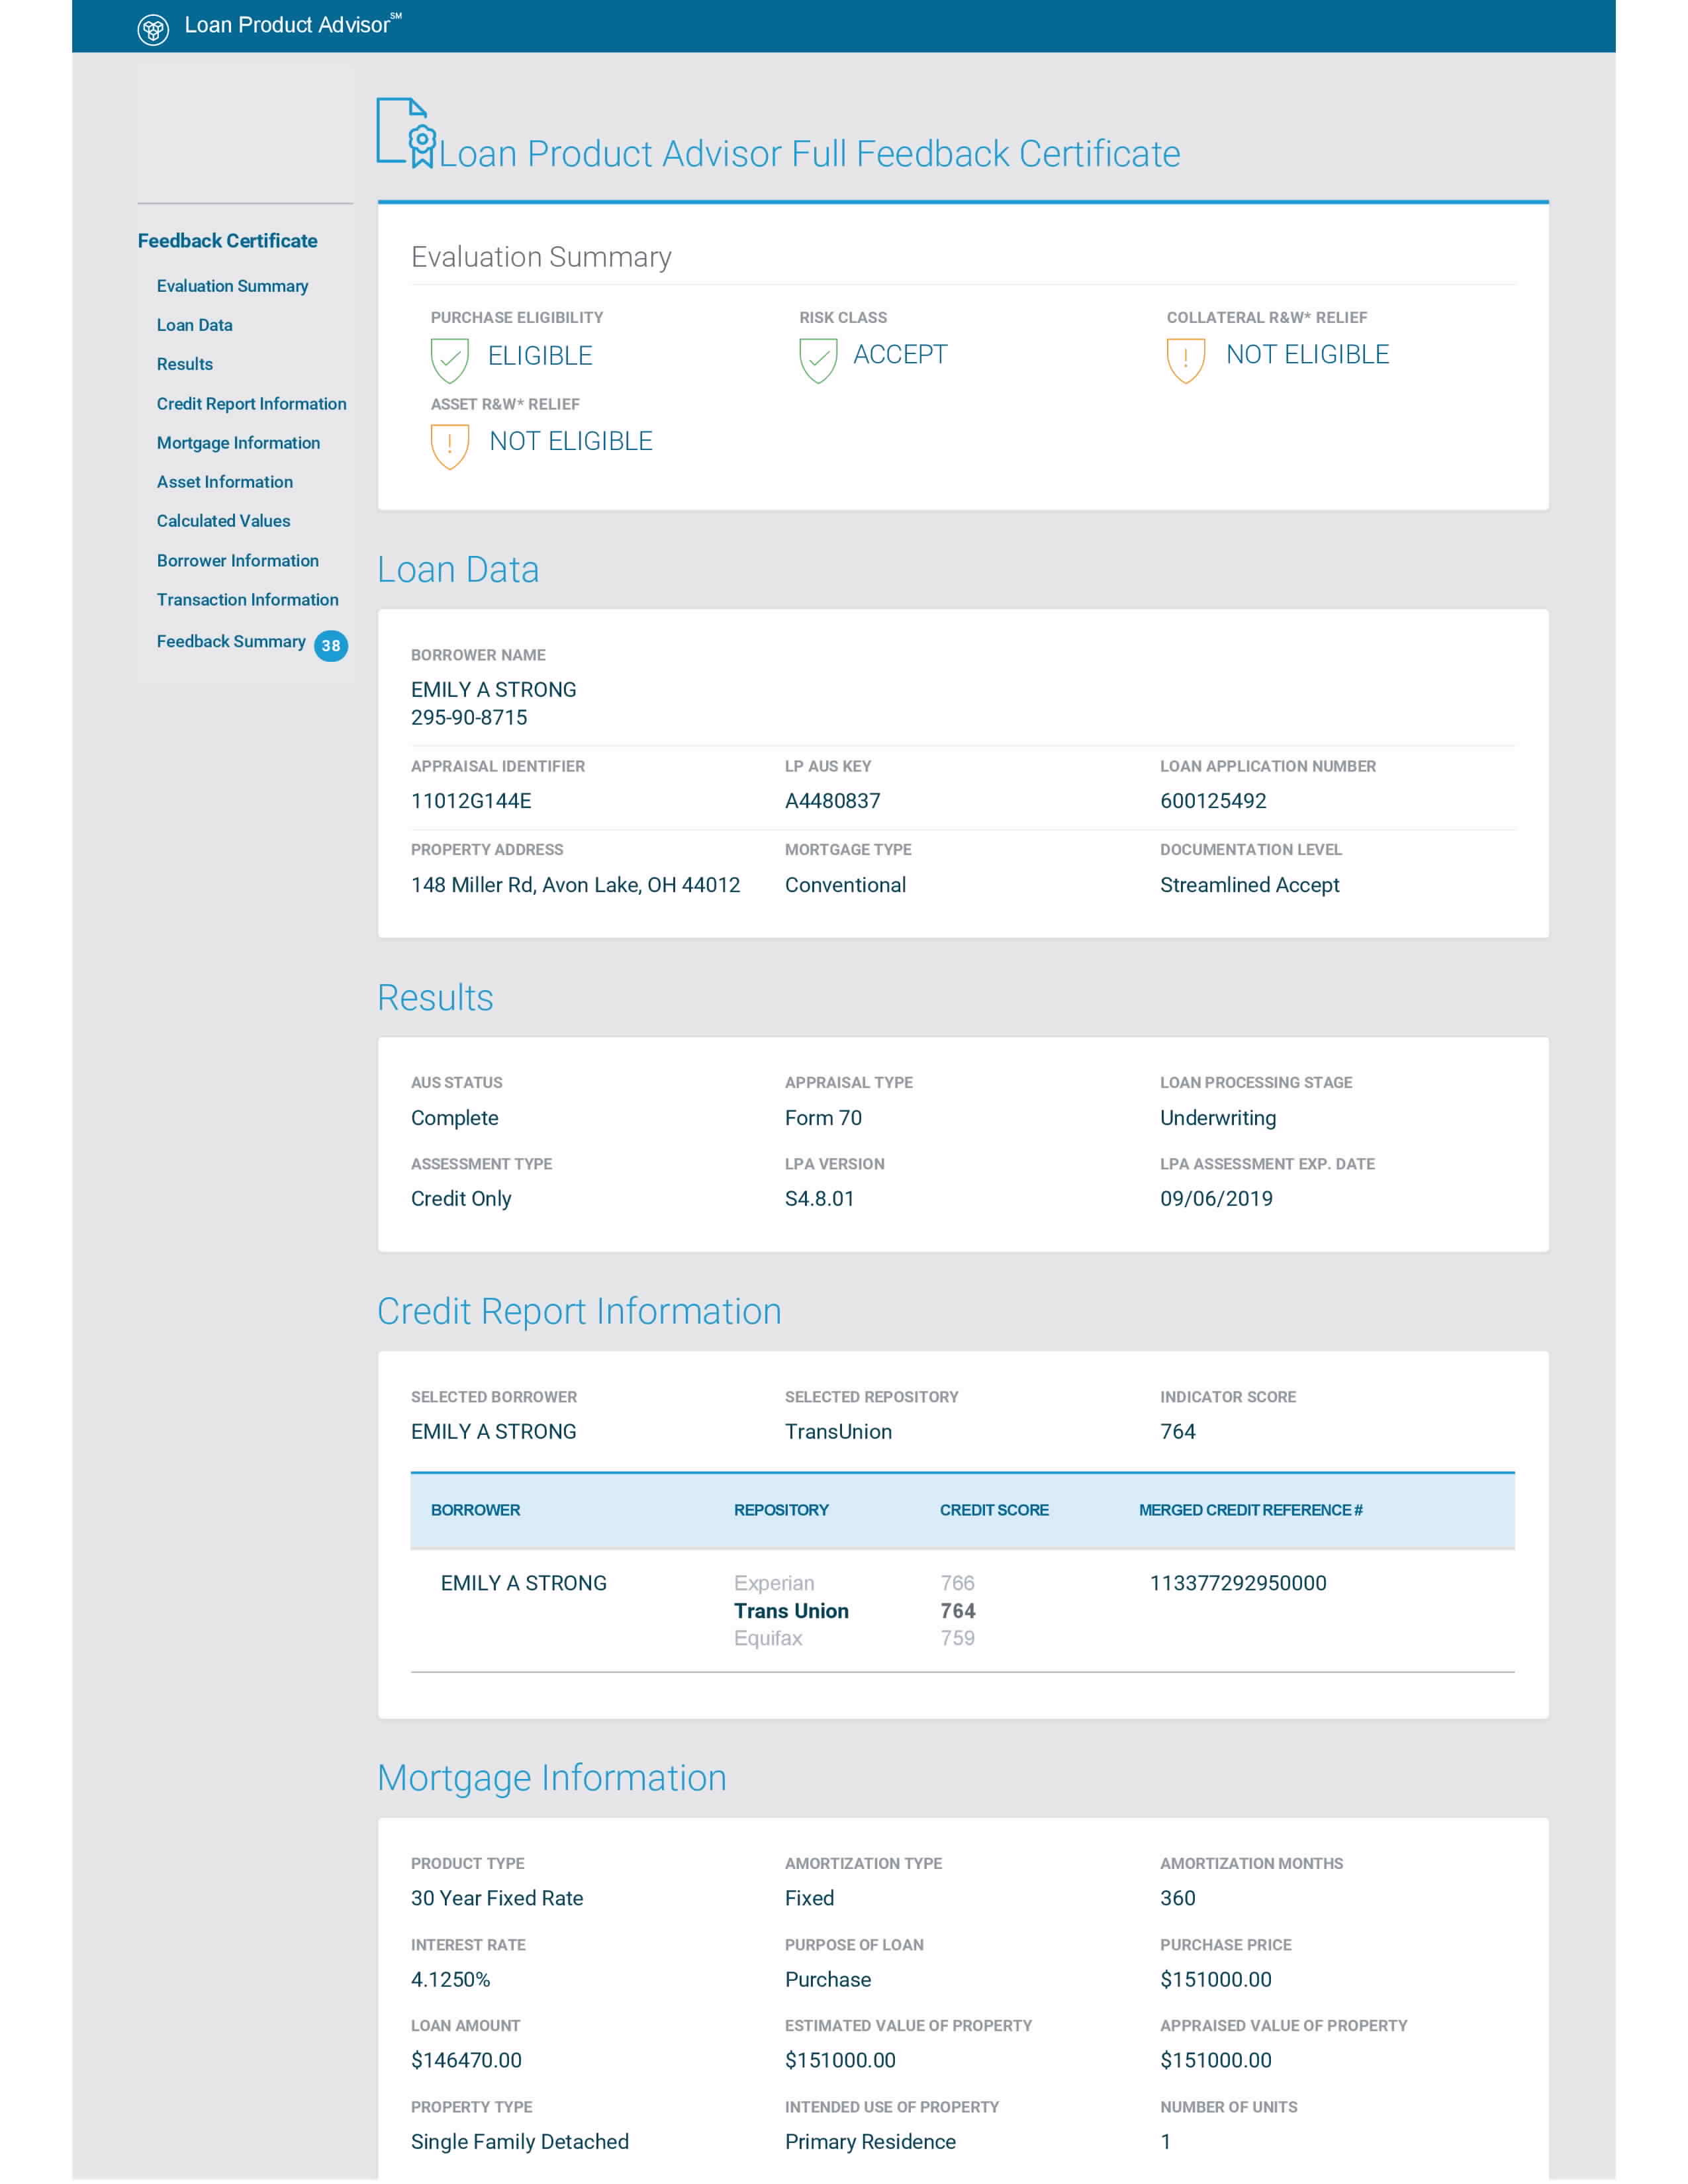 Loan Product Advisor℠
Feedback Certificate
Evaluation Summary
Loan Data
Results
Credit Report Information
Mortgage Information
Asset Information
Calculated Values
Borrower Information
Transaction Information
Feedback Summary 38
Loan Product Advisor Full Feedback Certificate
Evaluation Summary
PURCHASE ELIGIBILITY RISK CLASS COLLATERAL R&W* RELIEF
ELIGIBLE ACCEPT NOT ELIGIBLE
ASSET R&W* RELIEF
NOT ELIGIBLE
Loan Data
BORROWER NAME
EMILY A STRONG
295-90-8715
APPRAISAL IDENTIFIER LP AUS KEY LOAN APPLICATION NUMBER
11012G144E A4480837 600125492
PROPERTY ADDRESS MORTGAGE TYPE DOCUMENTATION LEVEL
148 Miller Rd, Avon Lake, OH 44012 Conventional Streamlined Accept
Results
AUS STATUS APPRAISAL TYPE LOAN PROCESSING STAGE
Complete Form 70 Underwriting
ASSESSMENT TYPE LPA VERSION LPA ASSESSMENT EXP. DATE
Credit Only S4.8.01 09/06/2019
Credit Report Information
SELECTED BORROWER SELECTED REPOSITORY INDICATOR SCORE
EMILY A STRONG TransUnion 764
BORROWER REPOSITORY CREDIT SCORE MERGED CREDIT REFERENCE #
EMILY A STRONG Experian 766 113377292950000
Trans Union 764
Equifax 759
Mortgage Information
PRODUCT TYPE AMORTIZATION TYPE AMORTIZATION MONTHS
30 Year Fixed Rate Fixed 360
INTEREST RATE PURPOSE OF LOAN PURCHASE PRICE
4.1250% Purchase $151000.00
LOAN AMOUNT ESTIMATED VALUE OF PROPERTY APPRAISED VALUE OF PROPERTY
$146470.00 $151000.00 $151000.00
PROPERTY TYPE INTENDED USE OF PROPERTY NUMBER OF UNITS
Single Family Detached Primary Residence 1